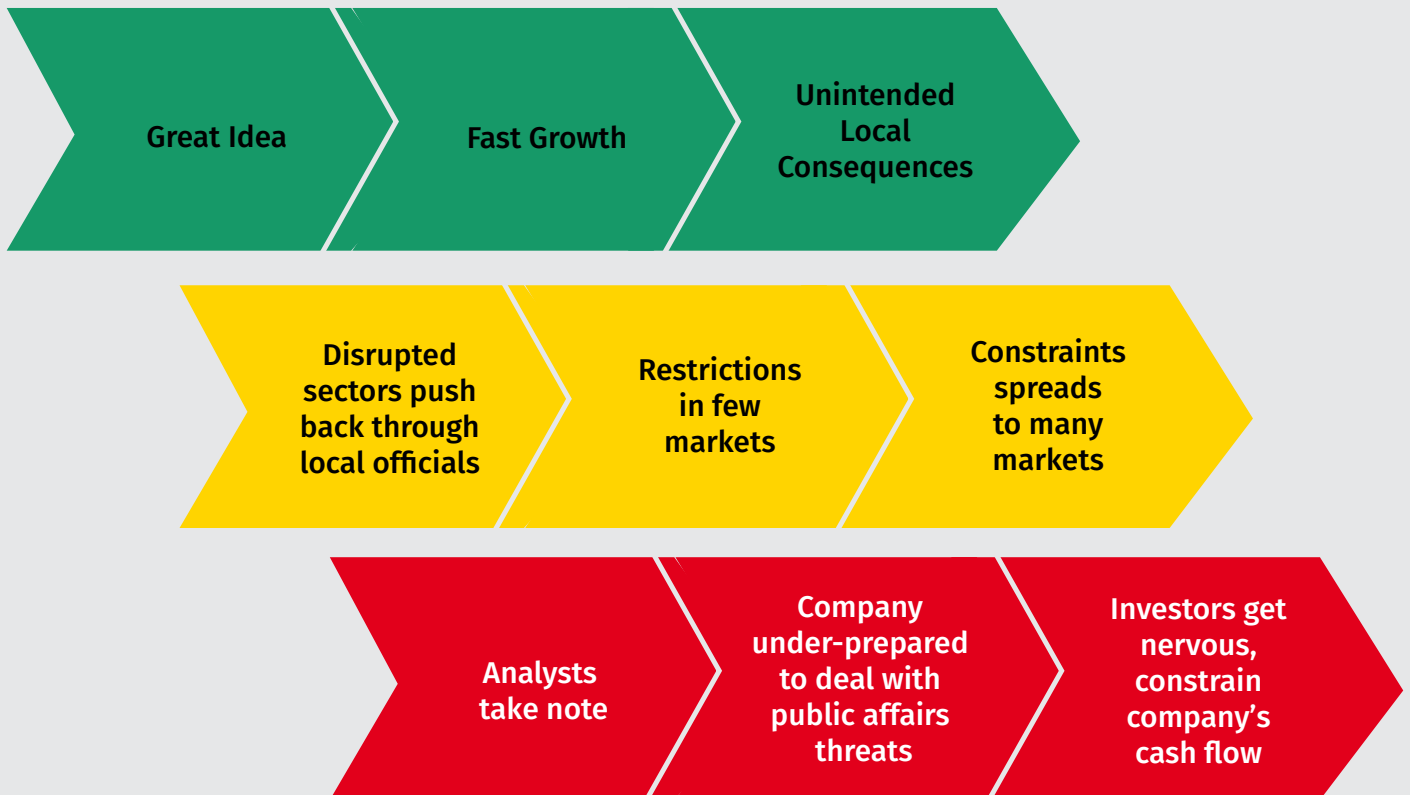 Great Idea
Fast Growth
Unintended
Local
Consequences
Disrupted
sectors push
back through
local officials
Restrictions
in few
markets
Constraints
spreads
to many
markets
Analysts
take note
Company
under-prepared
to deal with
public affairs
threats
Investors get
nervous,
constrain
company’s
cash flow